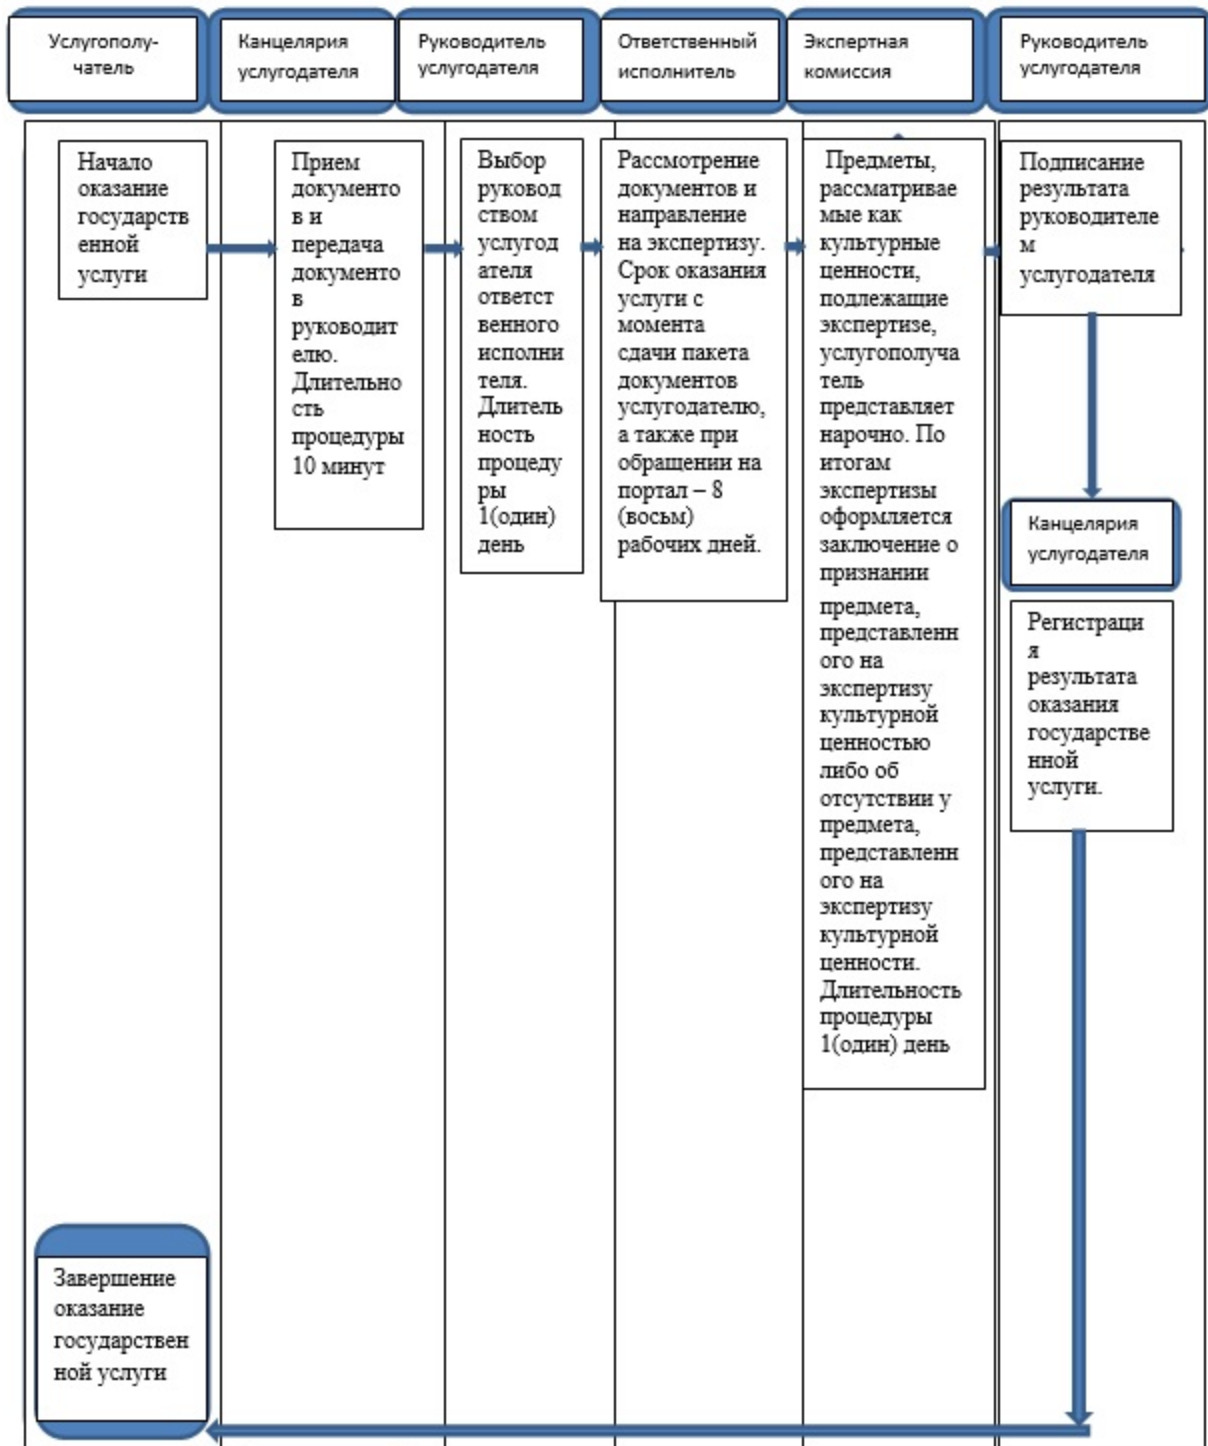 Услугополу-
чатель
Канцелярия
услугодателя
Руководитель
услугодателя
Ответственный
исполнитель
Экспертная
комиссия
Руководитель
услугодателя
Начало
оказание
государств
енной
услуги
Прием
документо
в и
передача
документо
в
руководит
елю.
Длительно
сть
процедуры
10 минут
Выбор
руковод
ством
услугод
ателя
ответст
венного
исполни
теля.
Длитель
ность
процеду
ры
1(один)
день
Рассмотрение
документов и
направление
на экспертизу.
Срок оказания
услуги с
момента
сдачи пакета
документов
услугодателю,
а также при
обращении на
портал – 8
(восьм)
рабочих дней.
Предметы,
рассматривае
мые как
культурные
ценности,
подлежащие
экспертизе,
услугополуча
тель
представляет
нарочно. По
итогам
экспертизы
оформляется
заключение о
признании
предмета,
представленн
ого на
экспертизу
культурной
ценностью
либо об
отсутствии у
предмета,
представленн
ого на
экспертизу
культурной
ценности.
Длительность
процедуры
1(один) день
Подписание
результата
руководителе
м
услугодателя
Канцелярия
услугодателя
Регистраци
я
результата
оказания
государстве
нной
услуги.
Завершение
оказание
государствен
ной услуги